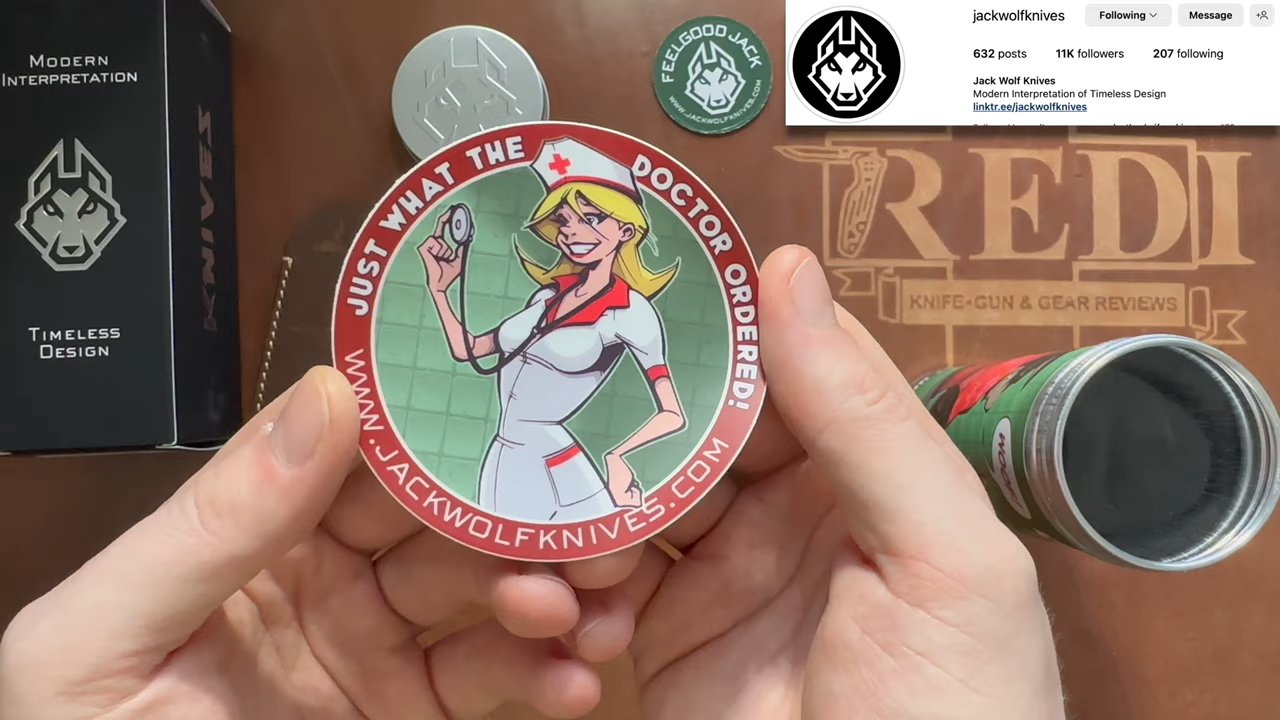 MODERN
INTERPRETATION
TIMELESS
DESIGN
KNIVES
FEELGOOD JACK
WWW.JACKWOLFKNIVES.COM
JUST WHAT THE DOCTOR ORDERED!
WWW.JACKWOLFKNIVES.COM
jackwolfknives
Following
Message
632 posts
11K followers
207 following
Jack Wolf Knives
Modern Interpretation of Timeless Design
linktr.ee/jackwolfknives
REDI
KNIFE-GUN & GEAR REVIEWS